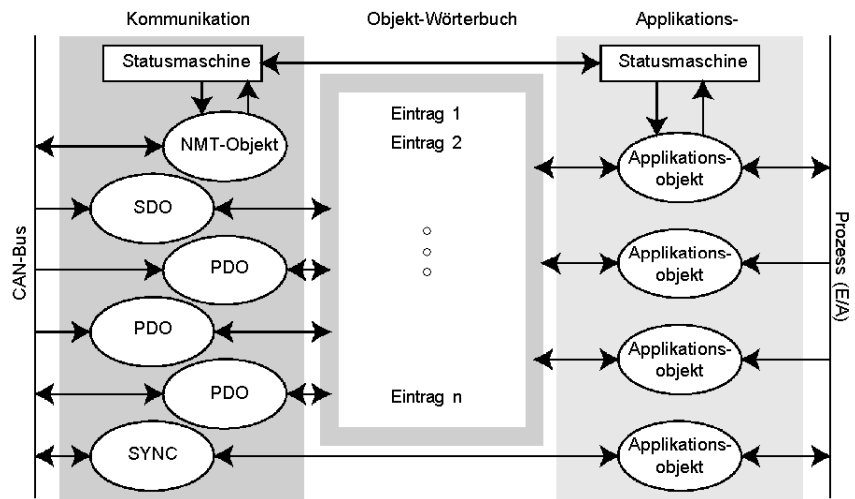 Kommunikation
Objekt-Wörterbuch
Applikations-
Statusmaschine
Statusmaschine
Eintrag 1
Eintrag 2
NMT-Objekt
Applikations-
objekt
SDO
PDO
Applikations-
objekt
PDO
Applikations-
objekt
PDO
Eintrag n
SYNC
Applikations-
objekt
CAN-Bus
Prozess (E/A)